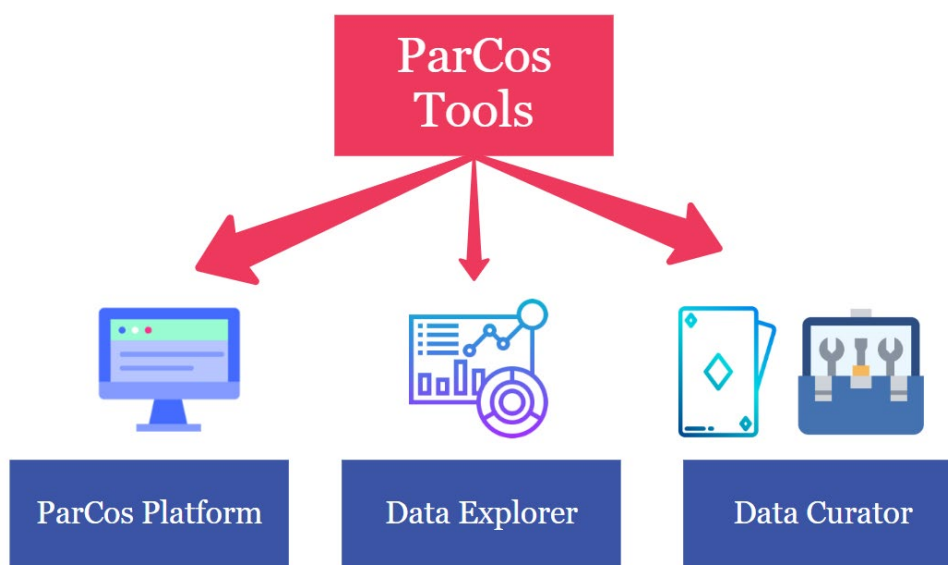 ParCos
Tools
ParCos Platform
Data Explorer
Data Curator